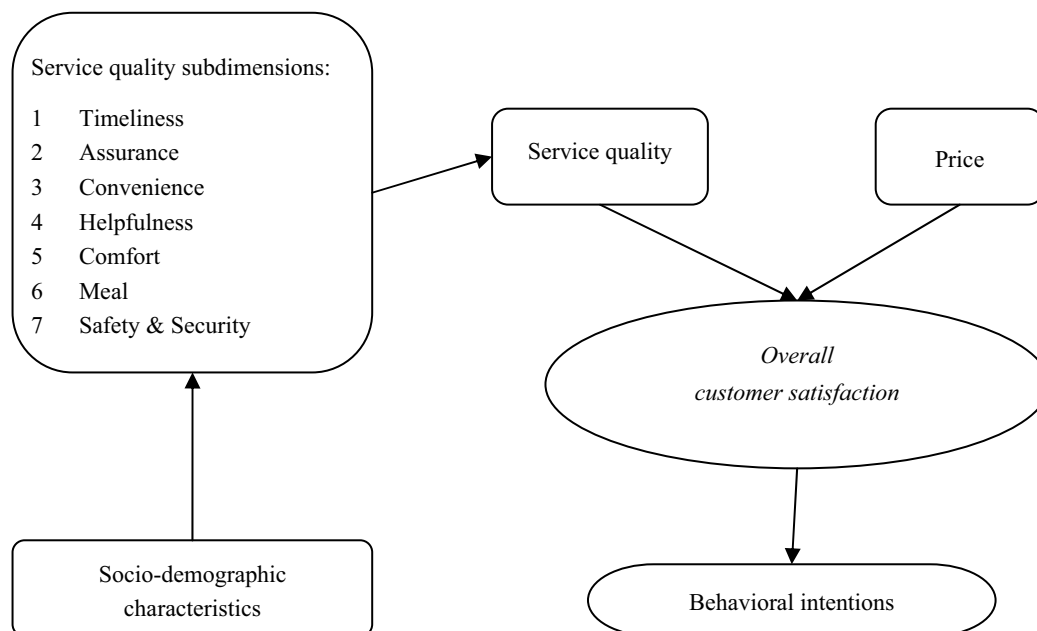 Service quality subdimensions:
1 Timeliness
2 Assurance
3 Convenience
4 Helpfulness
5 Comfort
6 Meal
7 Safety & Security
Service quality
Price
Overall
customer satisfaction
Socio-demographic
characteristics
Behavioral intentions